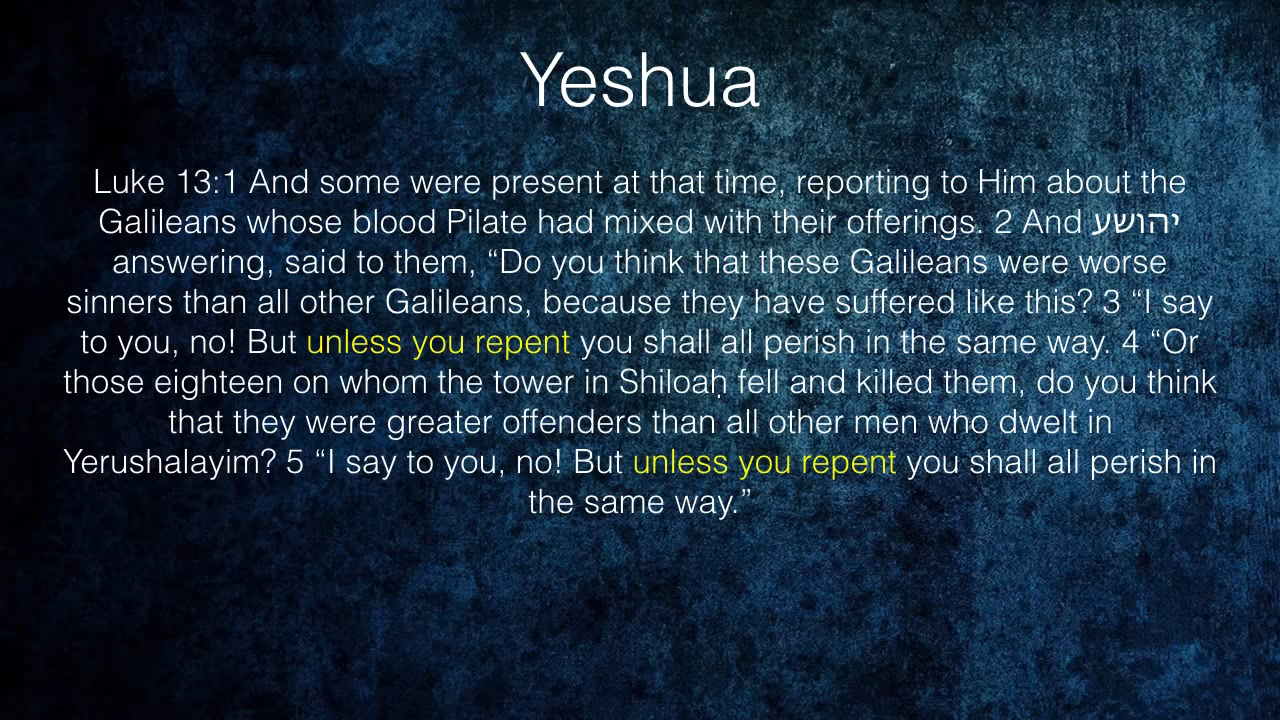 Yeshua
Luke 13:1 And some were present at that time, reporting to Him about the
Galileans whose blood Pilate had mixed with their offerings. 2 And יהושע
answering, said to them, “Do you think that these Galileans were worse
sinners than all other Galileans, because they have suffered like this? 3 “I say
to you, no! But unless you repent you shall all perish in the same way. 4 “Or
those eighteen on whom the tower in Shiloaḥ fell and killed them, do you think
that they were greater offenders than all other men who dwelt in
Yerushalayim? 5 “I say to you, no! But unless you repent you shall all perish in
the same way.”